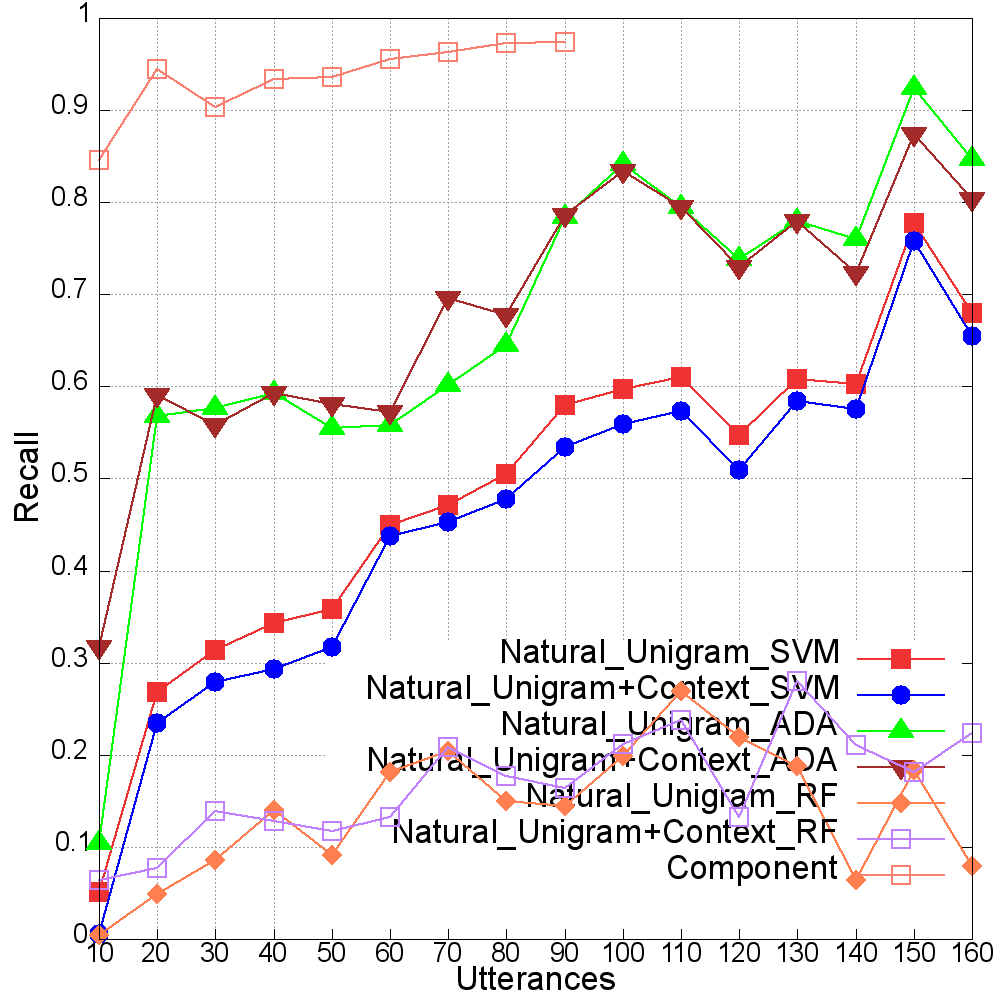 1
0.9
0.8
0.7
0.6
0.5
0.4
0.3
0.2
0.1
0
Recall
Natural_Unigram_SVM
Natural_Unigram+Context_SVM
Natural_Unigram_ADA
Natural_Unigram+Context_ADA
Natural_Unigram_RF
Natural_Unigram+Context_RF
Component
10 20 30 40 50 60 70 80 90 100 110 120 130 140 150 160
Utterances